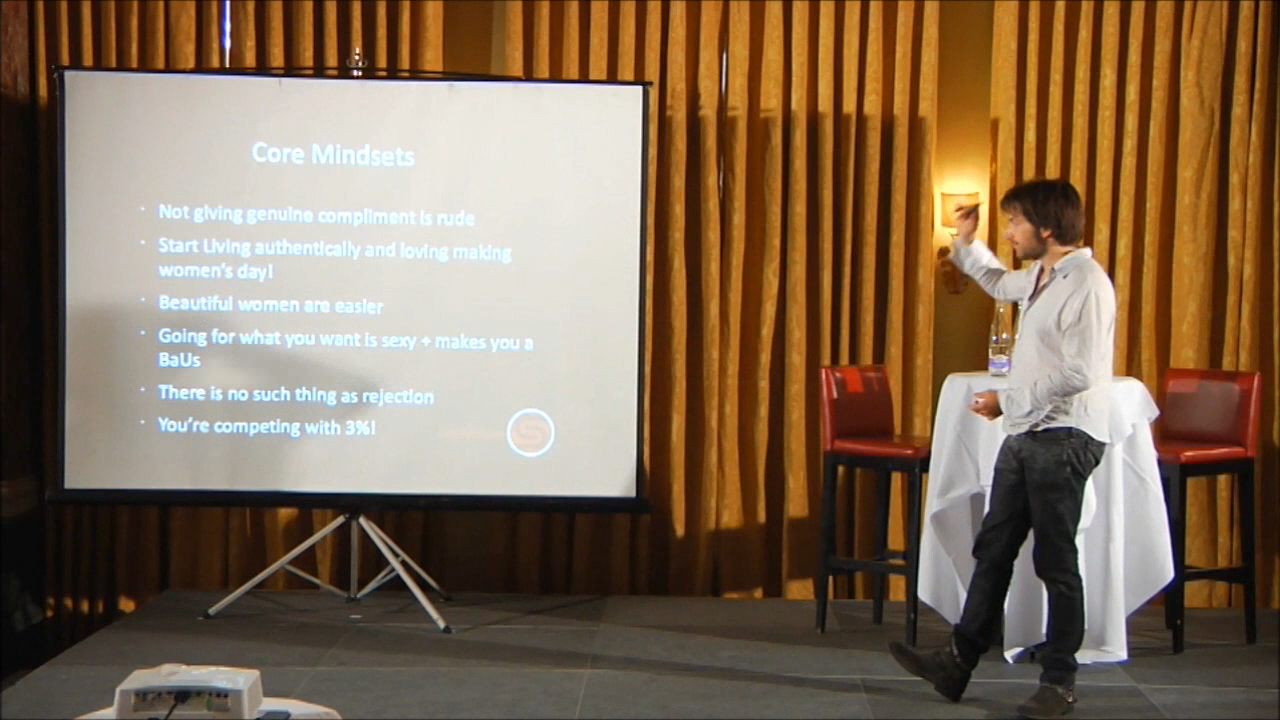 Core Mindsets
Not giving genuine compliment is rude
Start Living authentically and loving making
women's day!
Beautiful women are easier
Going for what you want is sexy + makes you a
BaUs
There is no such thing as rejection
You're competing with 3%!